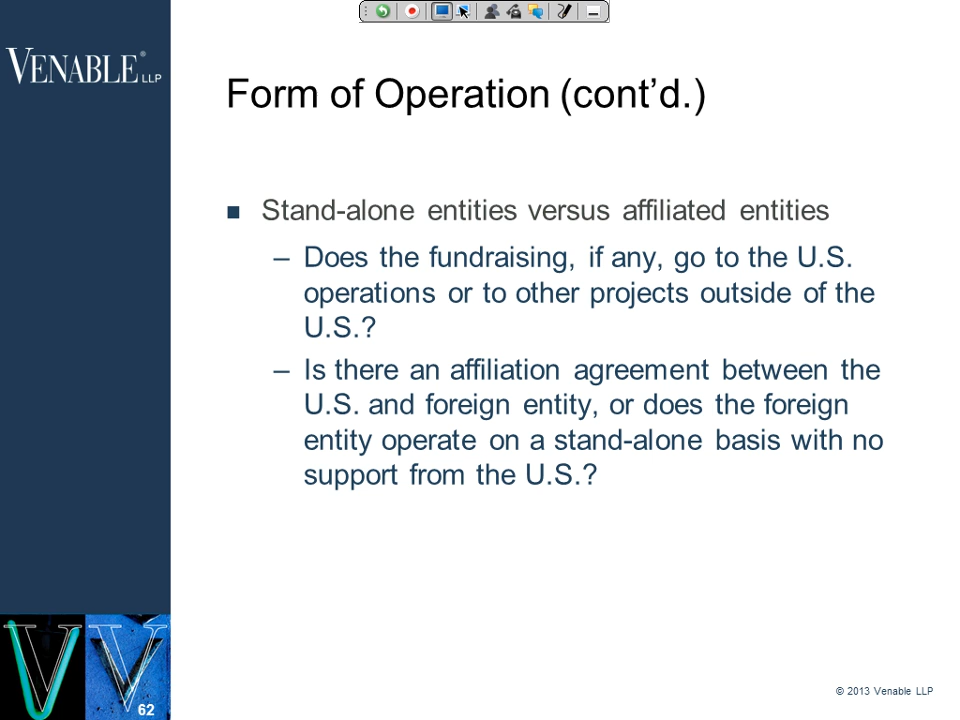 VENABLE® LLP
Form of Operation (cont’d.)
■ Stand-alone entities versus affiliated entities
– Does the fundraising, if any, go to the U.S.
operations or to other projects outside of the
U.S.?
– Is there an affiliation agreement between the
U.S. and foreign entity, or does the foreign
entity operate on a stand-alone basis with no
support from the U.S.?
V V
62
© 2013 Venable LLP